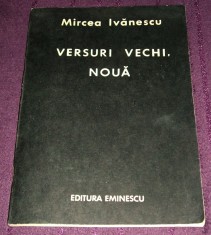 Mircea Ivănescu
VERSURI VECHI.
NOUĂ
EDITURA EMINESCU